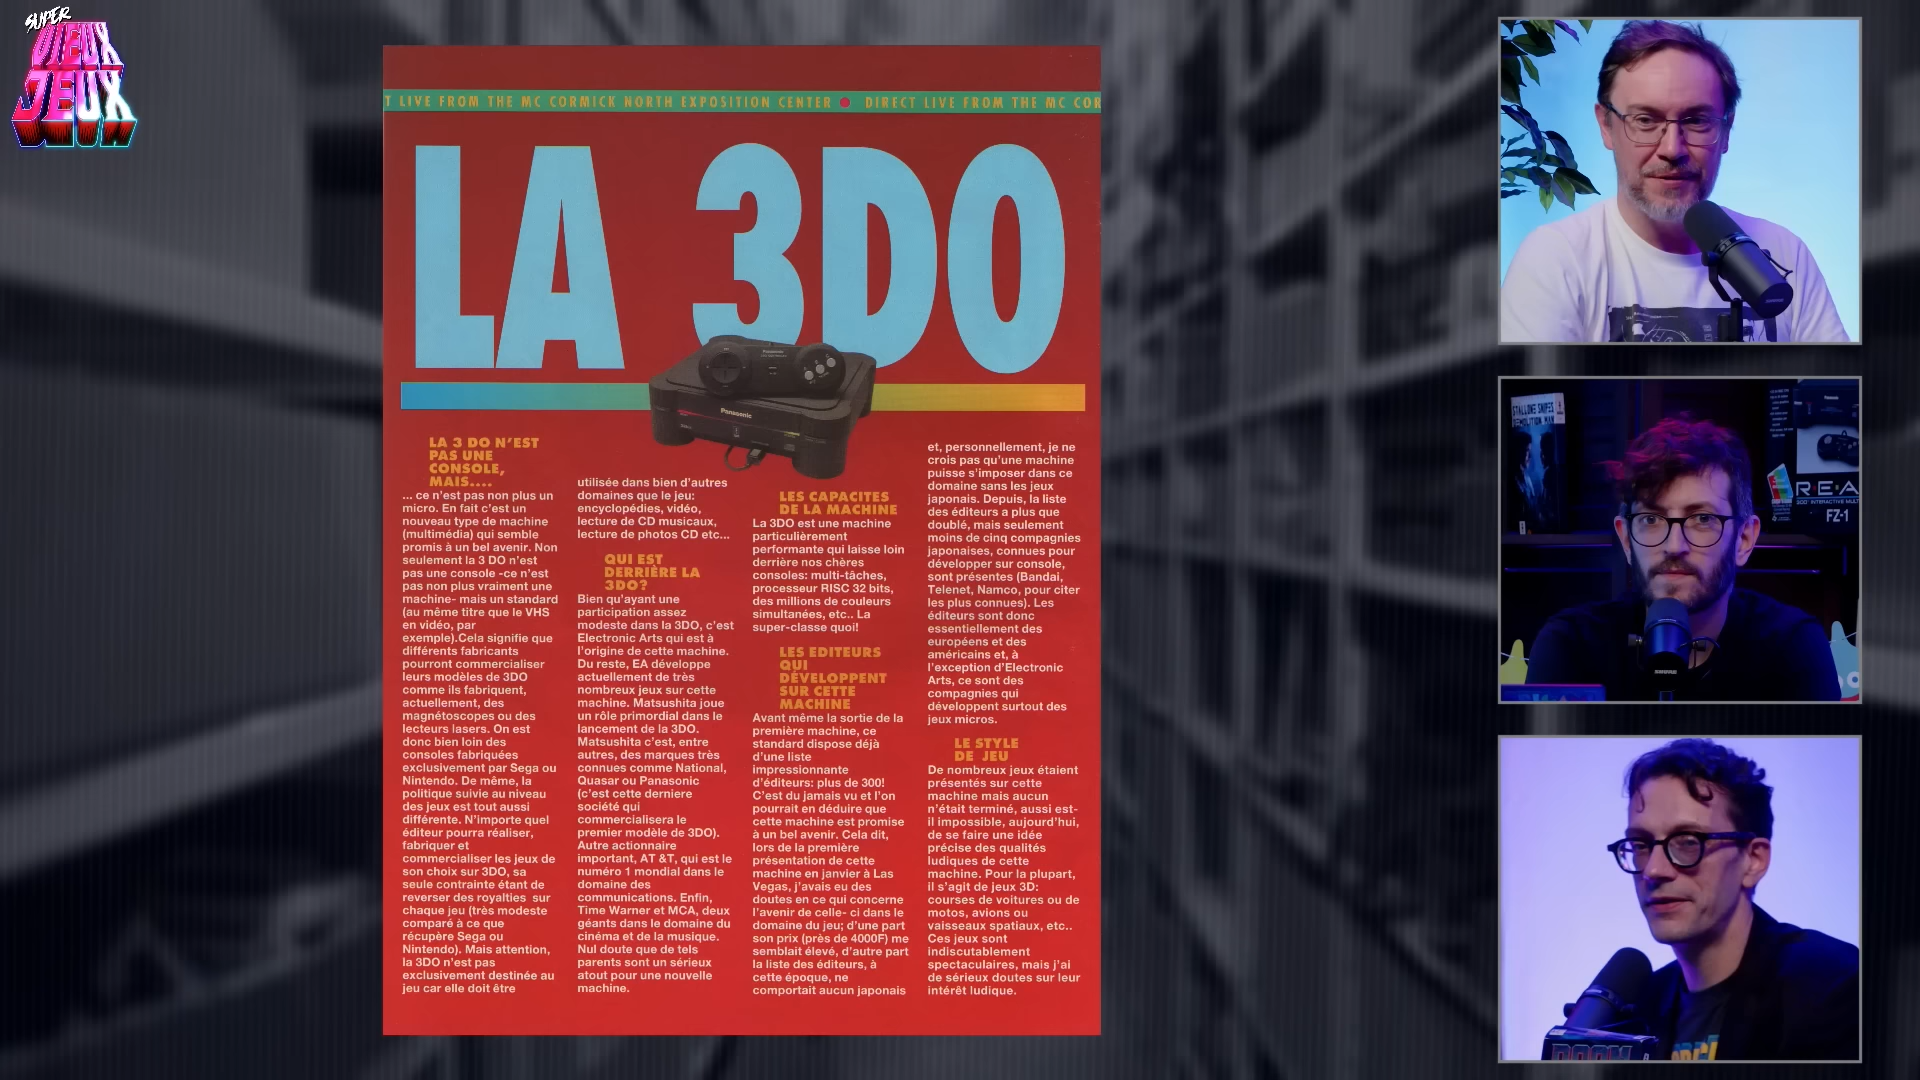 SUPER
VIEUX
JEUX
T LIVE FROM THE MC CORMICK NORTH EXPOSITION CENTER ● DIRECT LIVE FROM THE MC COR
LA 3DO
Panasonic
LA 3 DO N'EST
PAS UNE
CONSOLE,
MAIS....
... ce n'est pas non plus un
micro. En fait c'est un
nouveau type de machine
(multimédia) qui semble
promis à un bel avenir. Non
seulement la 3 DO n'est
pas une console -ce n'est
pas non plus vraiment une
machine- mais un standard
(au même titre que le VHS
en vidéo, par
exemple).Cela signifie que
différents fabricants
pourront commercialiser
leurs modèles de 3DO
comme ils fabriquent,
actuellement, des
magnétoscopes ou des
lecteurs lasers. On est
donc bien loin des
consoles fabriquées
exclusivement par Sega ou
Nintendo. De même, la
politique suivie au niveau
des jeux est tout aussi
différente. N'importe quel
éditeur pourra réaliser,
fabriquer et
commercialiser les jeux de
son choix sur 3DO, sa
seule contrainte étant de
reverser des royalties sur
chaque jeu (très modeste
comparé à ce que
récupère Sega ou
Nintendo). Mais attention,
la 3DO n'est pas
exclusivement destinée au
jeu car elle doit être
utilisée dans bien d'autres
domaines que le jeu:
encyclopédies, vidéo,
lecture de CD musicaux,
lecture de photos CD etc...
QUI EST
DERRIÈRE LA
3DO?
Bien qu'ayant une
participation assez
modeste dans la 3DO, c'est
Electronic Arts qui est à
l'origine de cette machine.
Du reste, EA développe
actuellement de très
nombreux jeux sur cette
machine. Matsushita joue
un rôle primordial dans le
lancement de la 3DO.
Matsushita c'est, entre
autres, des marques très
connues comme National,
Quasar ou Panasonic
(c'est cette derniere
société qui
commercialisera le
premier modèle de 3DO).
Autre actionnaire
important, AT &T, qui est le
numéro 1 mondial dans le
domaine des
communications. Enfin,
Time Warner et MCA, deux
géants dans le domaine du
cinéma et de la musique.
Nul doute que de tels
parents sont un sérieux
atout pour une nouvelle
machine.
LES CAPACITES
DE LA MACHINE
La 3DO est une machine
particulièrement
performante qui laisse loin
derrière nos chères
consoles: multi-tâches,
processeur RISC 32 bits,
des millions de couleurs
simultanées, etc.. La
super-classe quoi!
LES EDITEURS
QUI
DÉVELOPPENT
SUR CETTE
MACHINE
Avant même la sortie de la
première machine, ce
standard dispose déjà
d'une liste
impressionnante
d'éditeurs: plus de 300!
C'est du jamais vu et l'on
pourrait en déduire que
cette machine est promise
à un bel avenir. Cela dit,
lors de la première
présentation de cette
machine en janvier à Las
Vegas, j'avais eu des
doutes en ce qui concerne
l'avenir de celle- ci dans le
domaine du jeu; d'une part
son prix (près de 4000F) me
semblait élevé, d'autre part
la liste des éditeurs, à
cette époque, ne
comportait aucun japonais
et, personnellement, je ne
crois pas qu'une machine
puisse s'imposer dans ce
domaine sans les jeux
japonais. Depuis, la liste
des éditeurs a plus que
doublé, mais seulement
moins de cinq compagnies
japonaises, connues pour
développer sur console,
sont présentes (Bandai,
Telenet, Namco, pour citer
les plus connues). Les
éditeurs sont donc
essentiellement des
européens et des
américains et, à
l'exception d'Electronic
Arts, ce sont des
compagnies qui
développent surtout des
jeux micros.
LE STYLE
DE JEU
De nombreux jeux étaient
présentés sur cette
machine mais aucun
n'était terminé, aussi est-
il impossible, aujourd'hui,
de se faire une idée
précise des qualités
ludiques de cette
machine. Pour la plupart,
il s'agit de jeux 3D:
courses de voitures ou de
motos, avions ou
vaisseaux spatiaux, etc..
Ces jeux sont
indiscutablement
spectaculaires, mais j'ai
de sérieux doutes sur leur
intérêt ludique.
STALLONE SNIPES
DEMOLITION MAN
R·E·A
FZ-1
DOOM